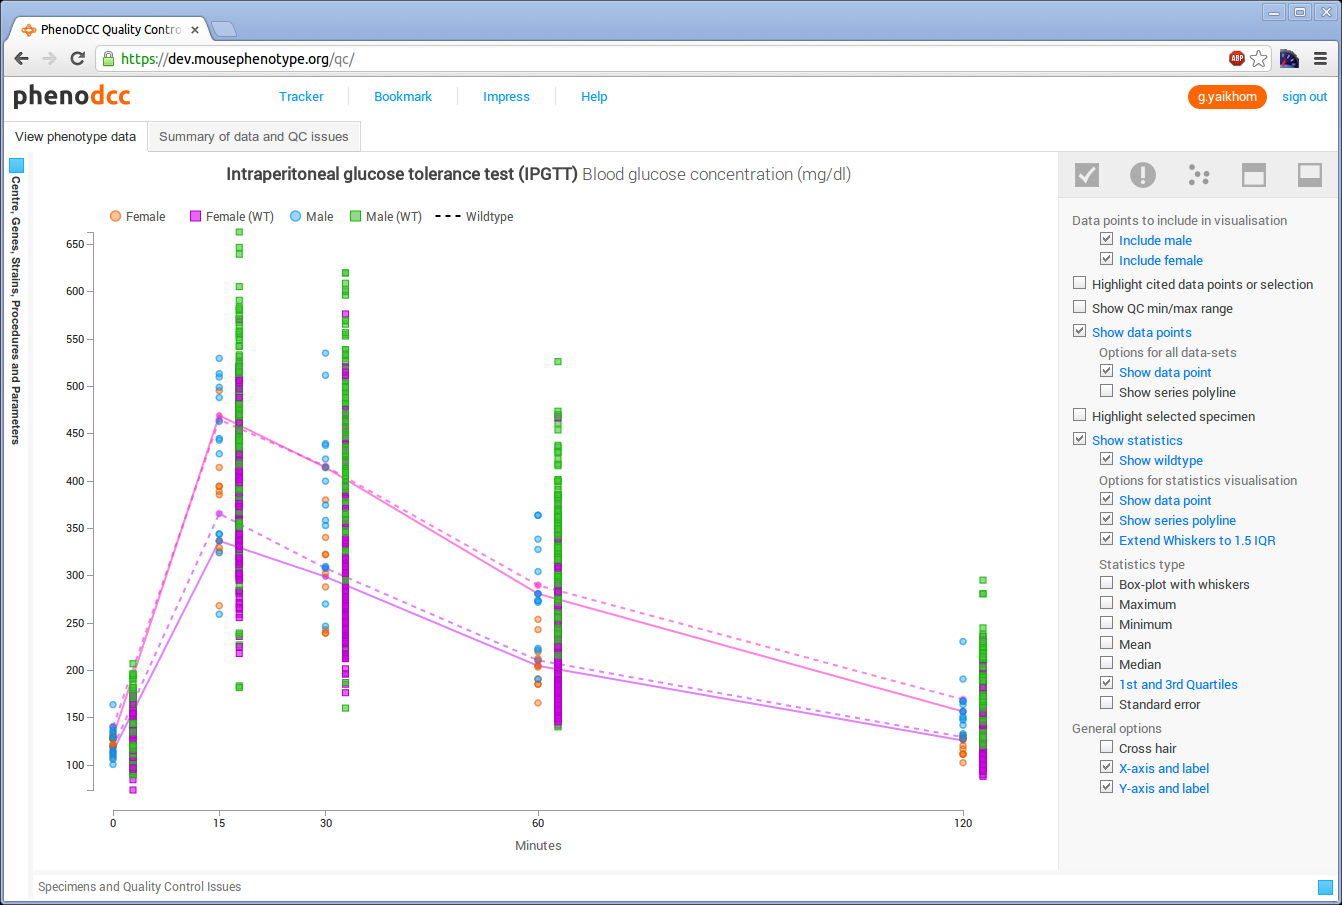 PhenoDCC Quality Contro
https://dev.mousephenotype.org/qc/
ABP
phenodcc
Tracker
Bookmark
Impress
Help
g.yaikhom
sign out
View phenotype data
Summary of data and QC issues
Centre, Genes, Strains, Procedures and Parameters
Intraperitoneal glucose tolerance test (IPGTT) Blood glucose concentration (mg/dl)
Female
Female (WT)
Male
Male (WT)
Wildtype
650
600
550
500
450
400
350
300
250
200
150
100
0
15
30
60
120
Minutes
Data points to include in visualisation
Include male
Include female
Highlight cited data points or selection
Show QC min/max range
Show data points
Options for all data-sets
Show data point
Show series polyline
Highlight selected specimen
Show statistics
Show wildtype
Options for statistics visualisation
Show data point
Show series polyline
Extend Whiskers to 1.5 IQR
Statistics type
Box-plot with whiskers
Maximum
Minimum
Mean
Median
1st and 3rd Quartiles
Standard error
General options
Cross hair
X-axis and label
Y-axis and label
Specimens and Quality Control Issues